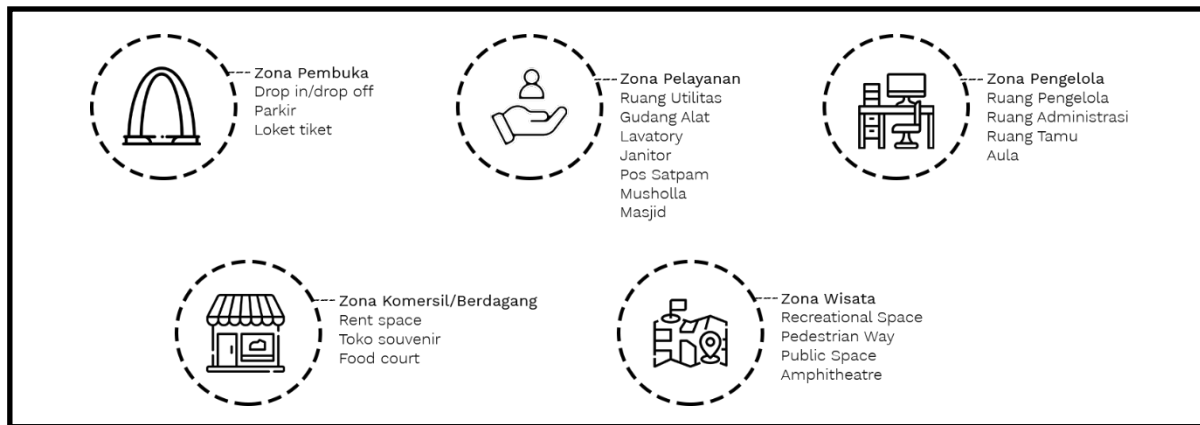 Zona Pembuka
Drop in/drop off
Parkir
Loket tiket
Zona Pelayanan
Ruang Utilitas
Gudang Alat
Lavatory
Janitor
Pos Satpam
Musholla
Masjid
Zona Pengelola
Ruang Pengelola
Ruang Administrasi
Ruang Tamu
Aula
Zona Komersil/Berdagang
Rent space
Toko souvenir
Food court
Zona Wisata
Recreational Space
Pedestrian Way
Public Space
Amphitheatre